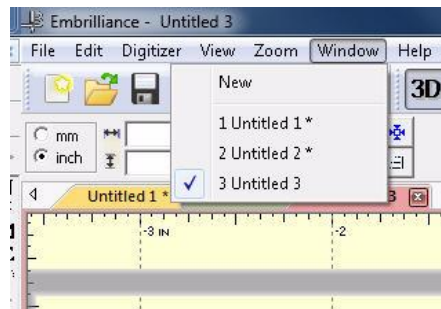 Embrilliance - Untitled 3
File Edit Digitizer View Zoom Window Help
New
3D
1 Untitled 1 *
mm
2 Untitled 2 *
inch
3 Untitled 3
Untitled 1 *
3
-3 IN
-2